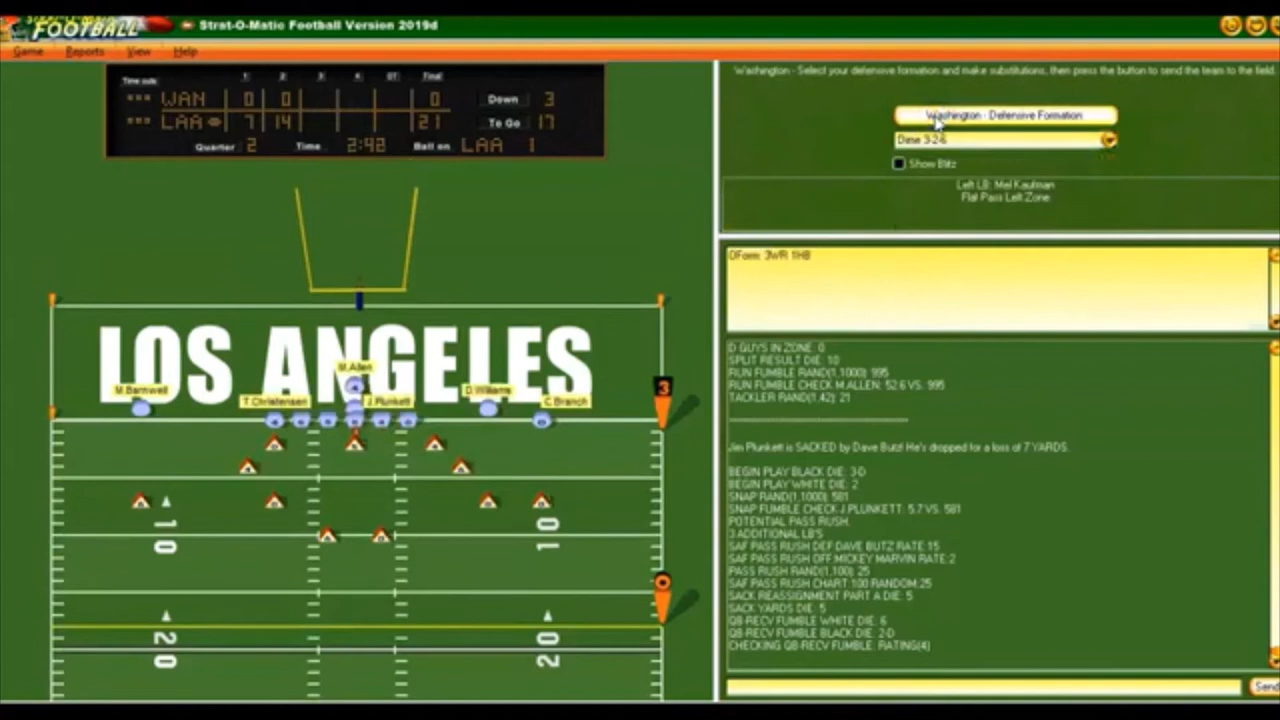 FOOTBALL
Strat-O-Matic Football Version 2019d
Game Reports View Help
Time outs 1 2 3 4 OT Final
*** WAN 0 0 0 Down 3
*** LAA 7 14 21 To Go 17
Quarter 2 Time 2:42 Ball on LAA 1
Washington - Select your defensive formation and make substitutions, then press the button to send the team to the field.
Washington - Defensive Formation
Dime 3-2-6
Show Blitz
Left LB: Mel Kaufman
Flat Pass Left Zone
OForm: 3WR 1HB
LOS ANGELES
M.Allen
M.Barnwell
T.Christensen
J.Plunkett
D.Williams
C.Branch
3
10
10
20
20
D GUYS IN ZONE: 0
SPLIT RESULT DIE: 10
RUN FUMBLE RAND(1,1000): 995
RUN FUMBLE CHECK M.ALLEN: 52.6 VS. 995
TACKLER RAND(1,42): 21
Jim Plunkett is SACKED by Dave Butz! He's dropped for a loss of 7 YARDS.
BEGIN PLAY BLACK DIE: 3-D
BEGIN PLAY WHITE DIE: 2
SNAP RAND(1,1000): 581
SNAP FUMBLE CHECK J.PLUNKETT: 5.7 VS. 581
POTENTIAL PASS RUSH.
3 ADDITIONAL LB'S
SAF PASS RUSH DEF DAVE BUTZ RATE:15
SAF PASS RUSH OFF MICKEY MARVIN RATE:2
PASS RUSH RAND(1,100): 25
SAF PASS RUSH CHART:100 RANDOM:25
SACK REASSIGNMENT PART A DIE: 5
SACK YARDS DIE: 5
QB-RECV FUMBLE WHITE DIE: 6
QB-RECV FUMBLE BLACK DIE: 2-D
CHECKING QB-RECV FUMBLE: RATING(4)
Send